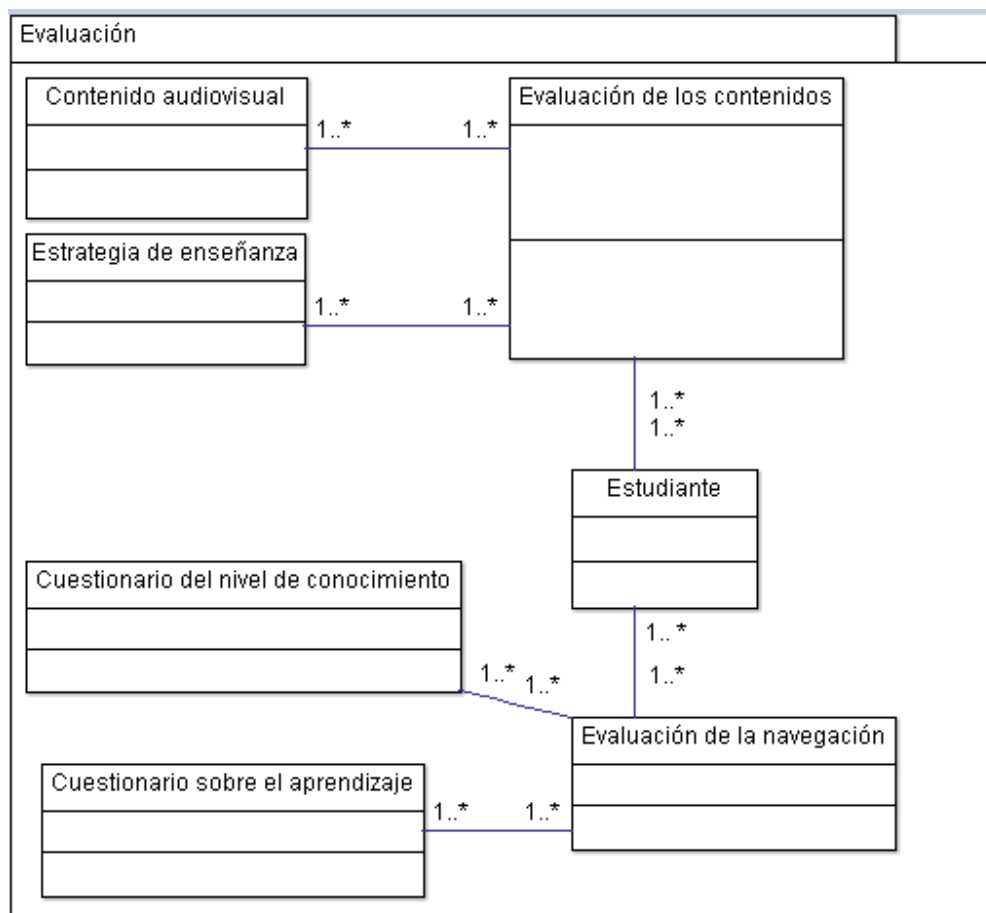 Evaluación
Contenido audiovisual
Evaluación de los contenidos
1..*
1..*
Estrategia de enseñanza
1..*
1..*
1..*
1..*
Estudiante
Cuestionario del nivel de conocimiento
1.. *
1..*
1..*
1..*
Evaluación de la navegación
Cuestionario sobre el aprendizaje
1..*
1..*